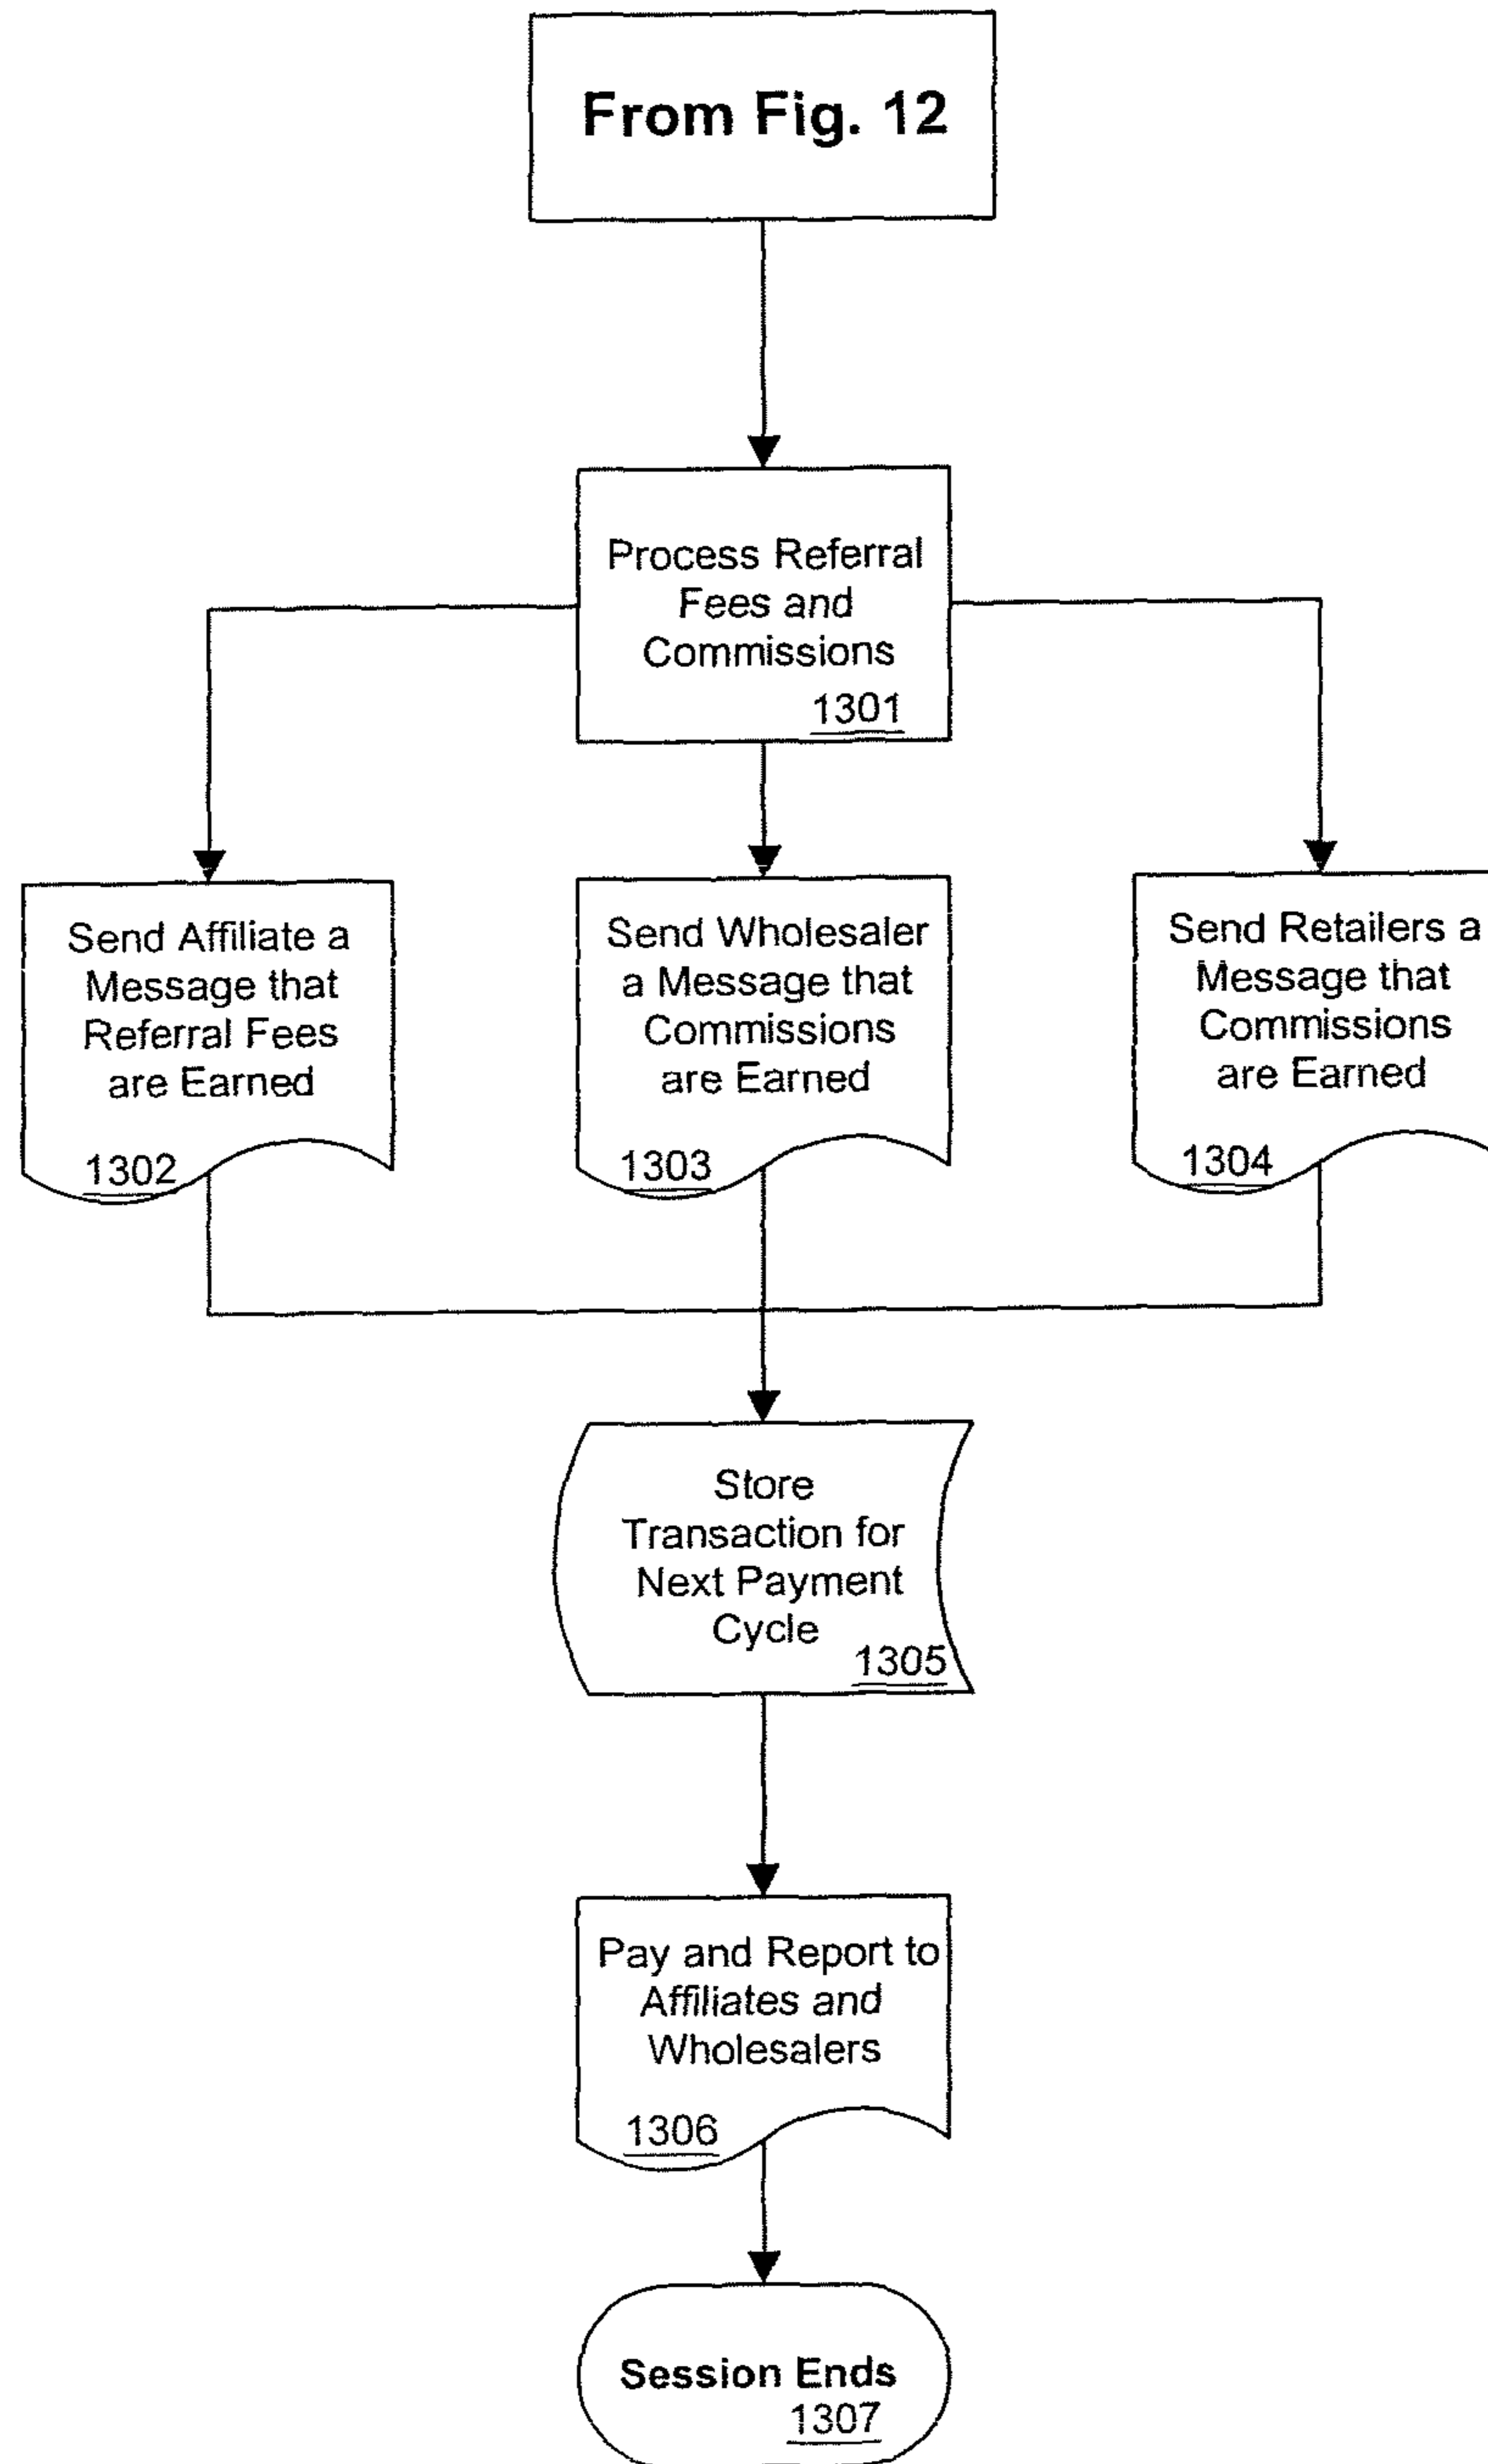 From Fig. 12
Process Referral
Fees and
Commissions
1301
Send Affiliate a
Message that
Referral Fees
are Earned
1302
Send Wholesaler
a Message that
Commissions
are Earned
1303
Send Retailers a
Message that
Commissions
are Earned
1304
Store
Transaction for
Next Payment
Cycle
1305
Pay and Report to
Affiliates and
Wholesalers
1306
Session Ends
1307